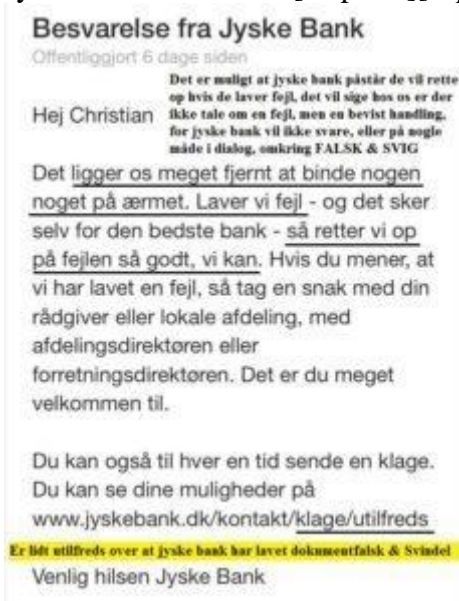 Besvarelse fra Jyske Bank
Offentliggjort 6 dage siden
Det er muligt at jyske bank påstår de vil rette
op hvis de laver fejl, det vil sige hos os er der
ikke tale om en fejl, men en bevist handling,
for jyske bank vil ikke svare, eller på nogle
måde i dialog, omkring FALSK & SVIG
Hej Christian
Det ligger os meget fjernt at binde nogen
noget på ærmet. Laver vi fejl - og det sker
selv for den bedste bank - så retter vi op
på fejlen så godt, vi kan. Hvis du mener, at
vi har lavet en fejl, så tag en snak med din
rådgiver eller lokale afdeling, med
afdelingsdirektøren eller
forretningsdirektøren. Det er du meget
velkommen til.
Du kan også til hver en tid sende en klage.
Du kan se dine muligheder på
www.jyskebank.dk/kontakt/klage/utilfreds
Er lidt utilfreds over at jyske bank har lavet dokumentfalsk & Svindel
Venlig hilsen Jyske Bank